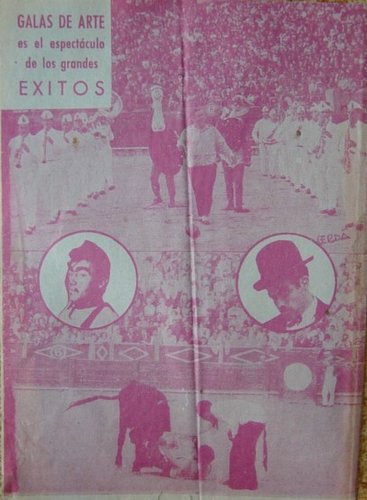 GALAS DE ARTE
es el espectáculo
de los grandes
EXITOS